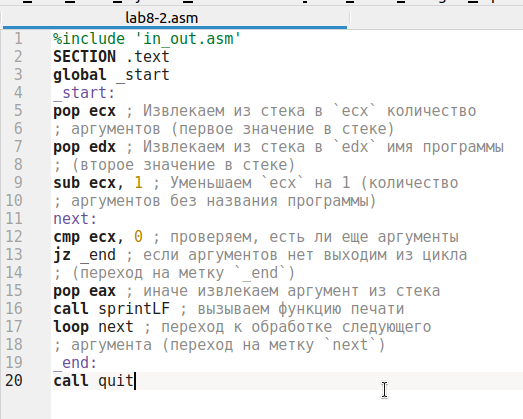 lab8-2.asm
1 %include 'in_out.asm'
2 SECTION .text
3 global _start
4 _start:
5 pop ecx ; Извлекаем из стека в `ecx` количество
6 ; аргументов (первое значение в стеке)
7 pop edx ; Извлекаем из стека в `edx` имя программы
8 ; (второе значение в стеке)
9 sub ecx, 1 ; Уменьшаем `ecx` на 1 (количество
10 ; аргументов без названия программы)
11 next:
12 cmp ecx, 0 ; проверяем, есть ли еще аргументы
13 jz _end ; если аргументов нет выходим из цикла
14 ; (переход на метку `_end`)
15 pop eax ; иначе извлекаем аргумент из стека
16 call sprintLF ; вызываем функцию печати
17 loop next ; переход к обработке следующего
18 ; аргумента (переход на метку `next`)
19 _end:
20 call quit